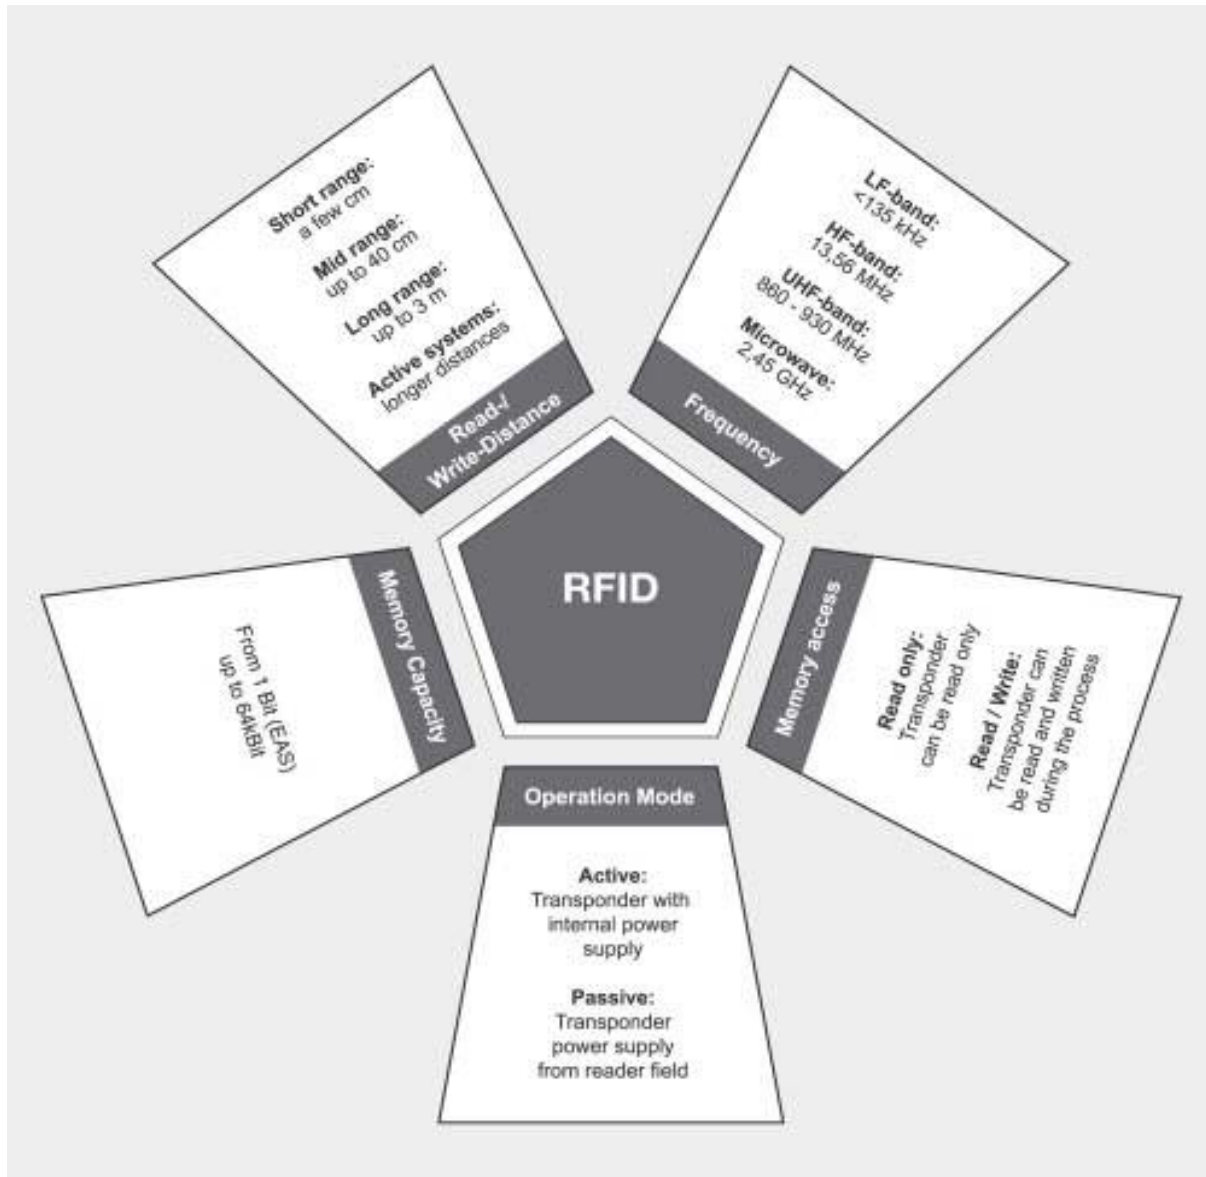 Short range:
a few cm
Mid range:
up to 40 cm
Long range:
up to 3 m
Active systems:
longer distances
Read-/
Write-Distance
LF-band:
<135 kHz
HF-band:
13,56 MHz
UHF-band:
860 - 930 MHz
Microwave:
2,45 GHz
Frequency
RFID
Memory Capacity
From 1 Bit (EAS)
up to 64kBit
Memory access
Read only:
Transponder
can be read only
Read / Write:
Transponder can
be read and written
during the process
Operation Mode
Active:
Transponder with
internal power
supply
Passive:
Transponder
power supply
from reader field